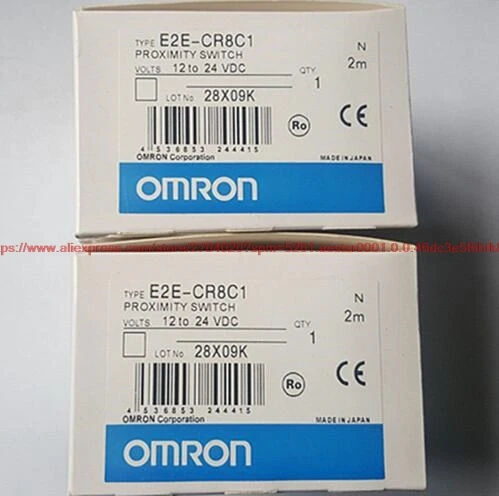 TYPE E2E-CR8C1 N
PROXIMITY SWITCH 2m
VOLTS 12 to 24 VDC QTY.
1
LOT No 28X09K
Ro CE
4 536853 244415
OMRON Corporation MADE IN JAPAN
OMRON
TYPE E2E-CR8C1 N
PROXIMITY SWITCH 2m
VOLTS 12 to 24 VDC QTY
1
LOT No 28X09K
Ro CE
4 536853 244415
OMRON Corporation MADE IN JAPAN
OMRON